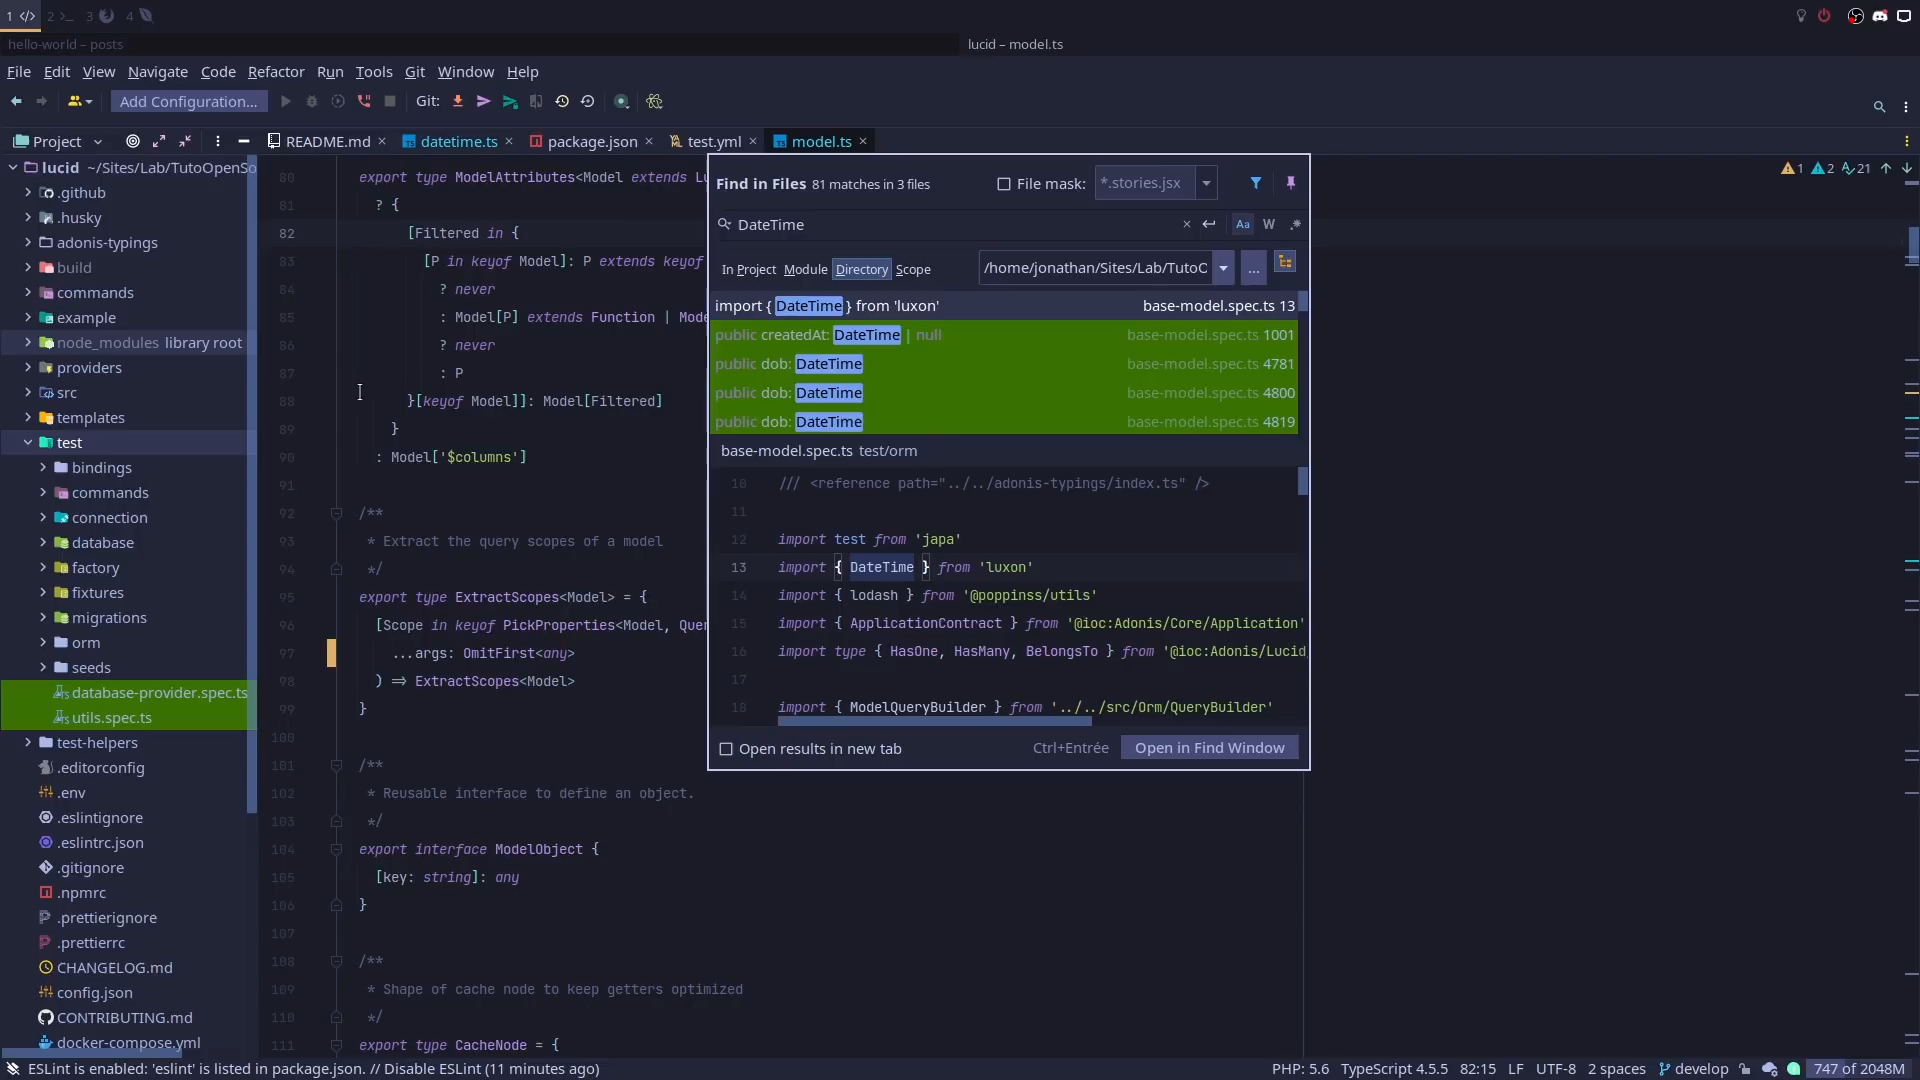 1 </> 2 >_ 3 4
hello-world – posts
lucid – model.ts
File Edit View Navigate Code Refactor Run Tools Git Window Help
Add Configuration... Git:
Project
README.md
datetime.ts
package.json
test.yml
model.ts
1 2 21
lucid ~/Sites/Lab/TutoOpenSo
.github
.husky
adonis-typings
build
commands
example
node_modules library root
providers
src
templates
test
bindings
commands
connection
database
factory
fixtures
migrations
orm
seeds
database-provider.spec.ts
utils.spec.ts
test-helpers
.editorconfig
.env
.eslintignore
.eslintrc.json
.gitignore
.npmrc
.prettierignore
.prettierrc
CHANGELOG.md
config.json
CONTRIBUTING.md
docker-compose.yml
80 export type ModelAttributes<Model extends Lu
81 ? {
82 [Filtered in {
83 [P in keyof Model]: P extends keyof
84 ? never
85 : Model[P] extends Function | Mode
86 ? never
87 : P
88 }[keyof Model]]: Model[Filtered]
89 }
90 : Model['$columns']
91
92 /**
93 * Extract the query scopes of a model
94 */
95 export type ExtractScopes<Model> = {
96 [Scope in keyof PickProperties<Model, Quer
97 ...args: OmitFirst<any>
98 ) => ExtractScopes<Model>
99 }
100
101 /**
102 * Reusable interface to define an object.
103 */
104 export interface ModelObject {
105 [key: string]: any
106 }
107
108 /**
109 * Shape of cache node to keep getters optimized
110 */
111 export type CacheNode = {
Find in Files 81 matches in 3 files File mask: *.stories.jsx
DateTime Aa W .*
In Project Module Directory Scope /home/jonathan/Sites/Lab/TutoO ...
import { DateTime } from 'luxon' base-model.spec.ts 13
public createdAt: DateTime | null base-model.spec.ts 1001
public dob: DateTime base-model.spec.ts 4781
public dob: DateTime base-model.spec.ts 4800
public dob: DateTime base-model.spec.ts 4819
base-model.spec.ts test/orm
10 /// <reference path="../../adonis-typings/index.ts" />
11
12 import test from 'japa'
13 import { DateTime } from 'luxon'
14 import { lodash } from '@poppinss/utils'
15 import { ApplicationContract } from '@ioc:Adonis/Core/Application'
16 import type { HasOne, HasMany, BelongsTo } from '@ioc:Adonis/Lucid/
17
18 import { ModelQueryBuilder } from '../../src/Orm/QueryBuilder'
Open results in new tab Ctrl+Entrée Open in Find Window
ESLint is enabled: 'eslint' is listed in package.json. // Disable ESLint (11 minutes ago)
PHP: 5.6 TypeScript 4.5.5 82:15 LF UTF-8 2 spaces develop 747 of 2048M